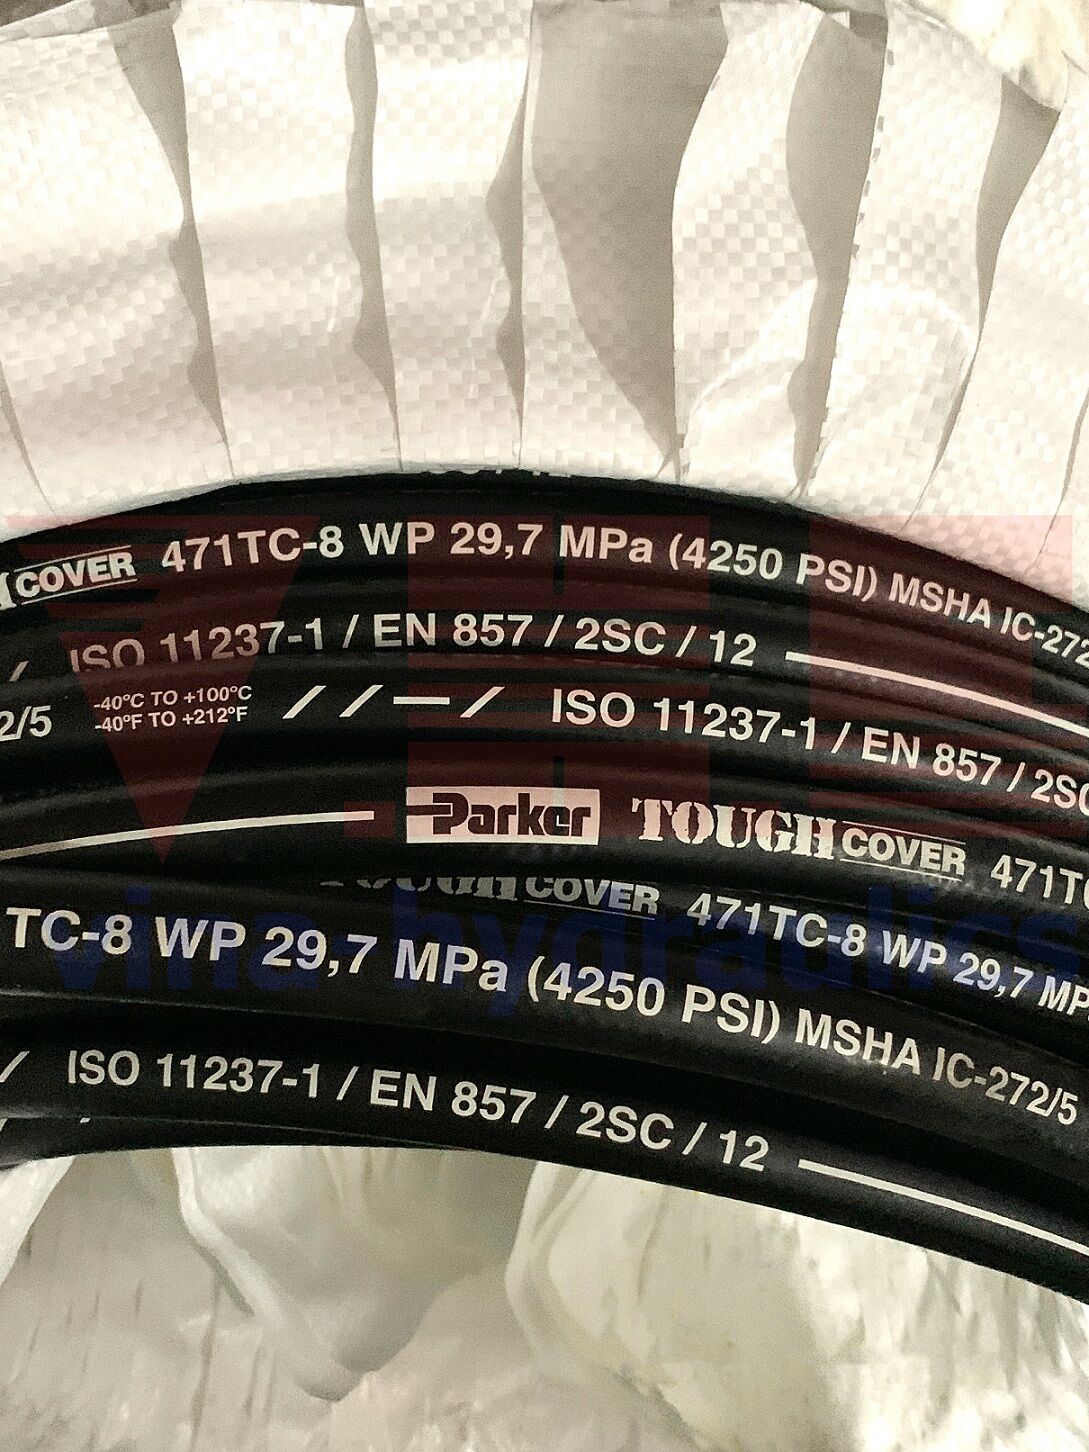 COVER 471TC-8 WP 29,7 MPa (4250 PSI) MSHA IC-272
/ ISO 11237-1 / EN 857 / 2SC / 12
2/5 -40°C TO +100°C
-40°F TO +212°F
ISO 11237-1 / EN 857 / 2SC
Parker TOUGH COVER 471TC
TOUGH COVER 471TC-8 WP 29,7 MP
TC-8 WP 29,7 MPa (4250 PSI) MSHA IC-272/5
/ ISO 11237-1 / EN 857 / 2SC / 12
vina hydraulics